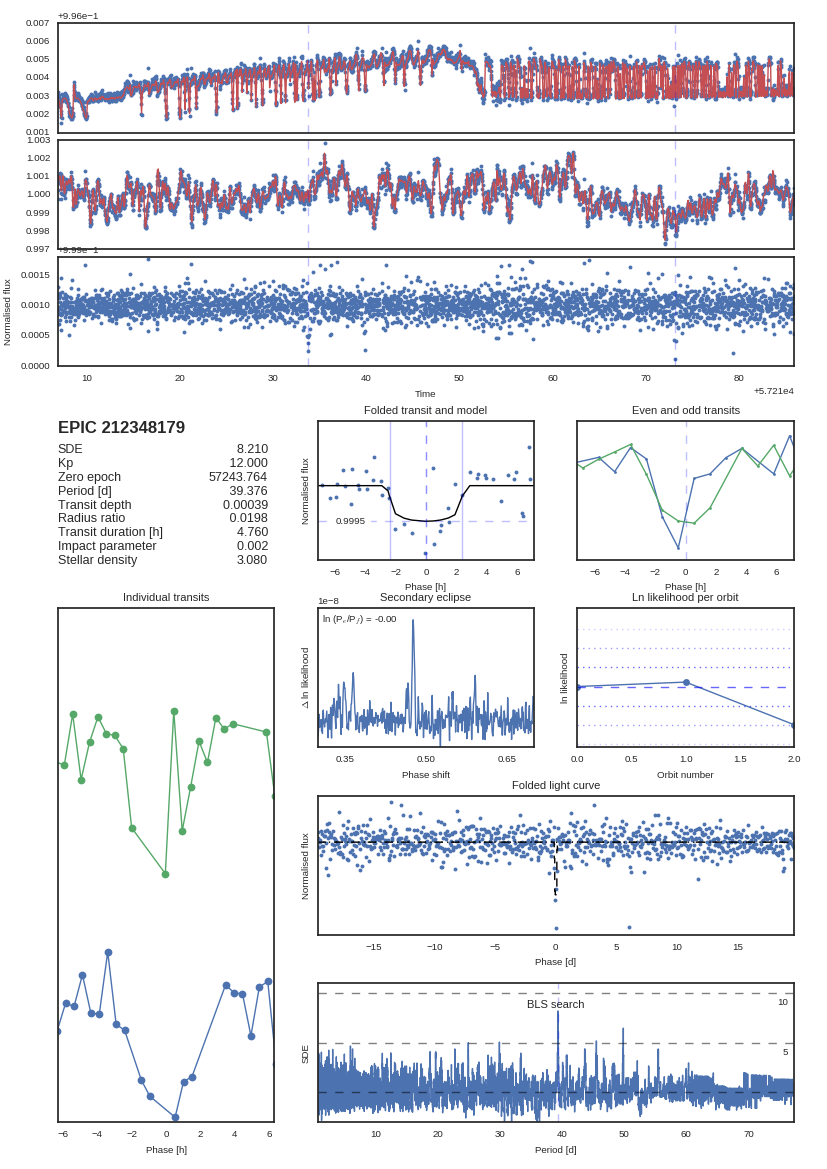 +9.96e−1
0.007
0.006
0.005
0.004
0.003
0.002
0.001
1.003
1.002
1.001
1.000
0.999
0.998
0.997
+9.99e−1
0.0015
0.0010
0.0005
0.0000
Normalised flux
10 20 30 40 50 60 70 80
Time
+5.721e4
EPIC 212348179
SDE 8.210
Kp 12.000
Zero epoch 57243.764
Period [d] 39.376
Transit depth 0.00039
Radius ratio 0.0198
Transit duration [h] 4.760
Impact parameter 0.002
Stellar density 3.080
Folded transit and model
Normalised flux
0.9995
−6 −4 −2 0 2 4 6
Phase [h]
Even and odd transits
−6 −4 −2 0 2 4 6
Phase [h]
Individual transits
−6 −4 −2 0 2 4 6
Phase [h]
Secondary eclipse
1e−8
Δ ln likelihood
0.35 0.50 0.65
Phase shift
Ln likelihood per orbit
ln likelihood
0.0 0.5 1.0 1.5 2.0
Orbit number
Folded light curve
Normalised flux
−15 −10 −5 0 5 10 15
Phase [d]
BLS search
10
5
SDE
10 20 30 40 50 60 70
Period [d]